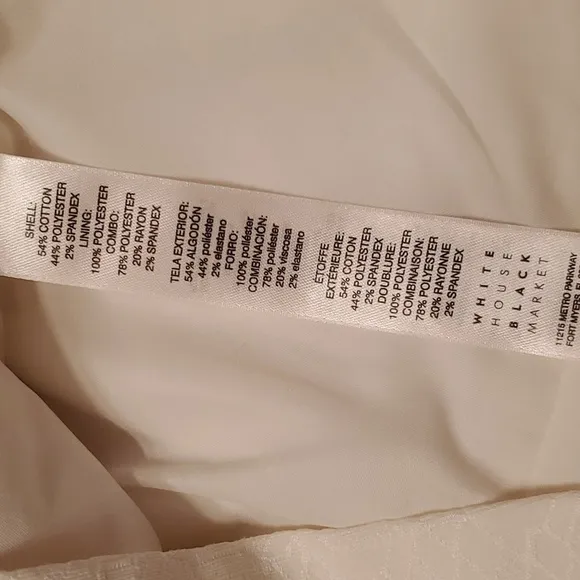 SHELL:
54% COTTON
44% POLYESTER
2% SPANDEX
LINING:
100% POLYESTER
COMBO:
78% POLYESTER
20% RAYON
2% SPANDEX
TELA EXTERIOR:
54% ALGODÓN
44% poliéster
2% elastano
FORRO:
100% poliéster
COMBINACIÓN:
78% poliéster
20% viscosa
2% elastano
ÉTOFFE
EXTÉRIEURE:
54% COTON
44% POLYESTER
2% SPANDEX
DOUBLURE:
100% POLYESTER
COMBINAISON:
78% POLYESTER
20% RAYONNE
2% SPANDEX
WHITE
HOUSE
BLACK
MARKET
11215 METRO PARKWAY
FORT MYERS, FL